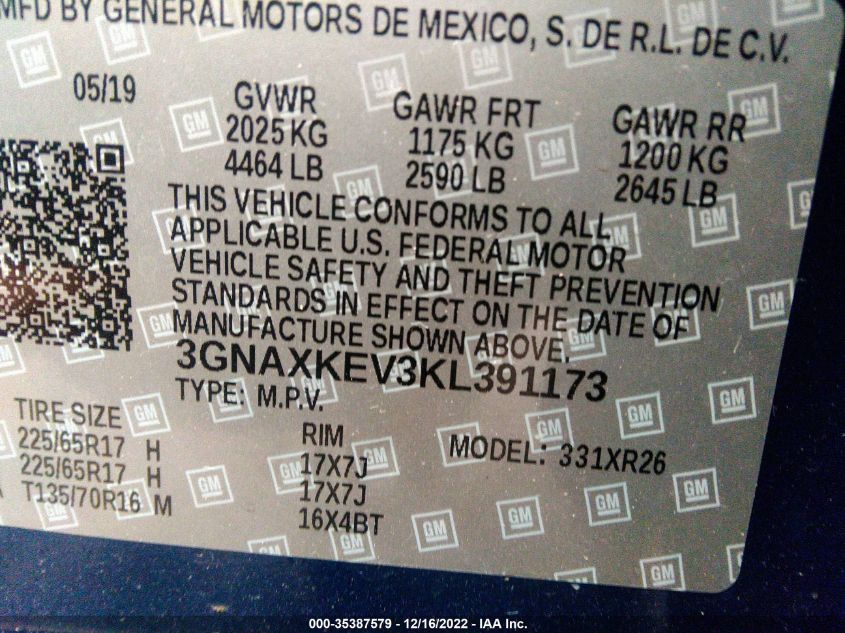 MFD BY GENERAL MOTORS DE MEXICO, S. DE R.L. DE C.V.
05/19 GVWR GAWR FRT GAWR RR
2025 KG 1175 KG 1200 KG
4464 LB 2590 LB 2645 LB
THIS VEHICLE CONFORMS TO ALL
APPLICABLE U.S. FEDERAL MOTOR
VEHICLE SAFETY AND THEFT PREVENTION
STANDARDS IN EFFECT ON THE DATE OF
MANUFACTURE SHOWN ABOVE.
3GNAXKEV3KL391173
TYPE: M.P.V.
TIRE SIZE RIM MODEL: 331XR26
225/65R17 H 17X7J
225/65R17 H 17X7J
T135/70R16 M 16X4BT
GM
000-35387579 - 12/16/2022 - IAA Inc.